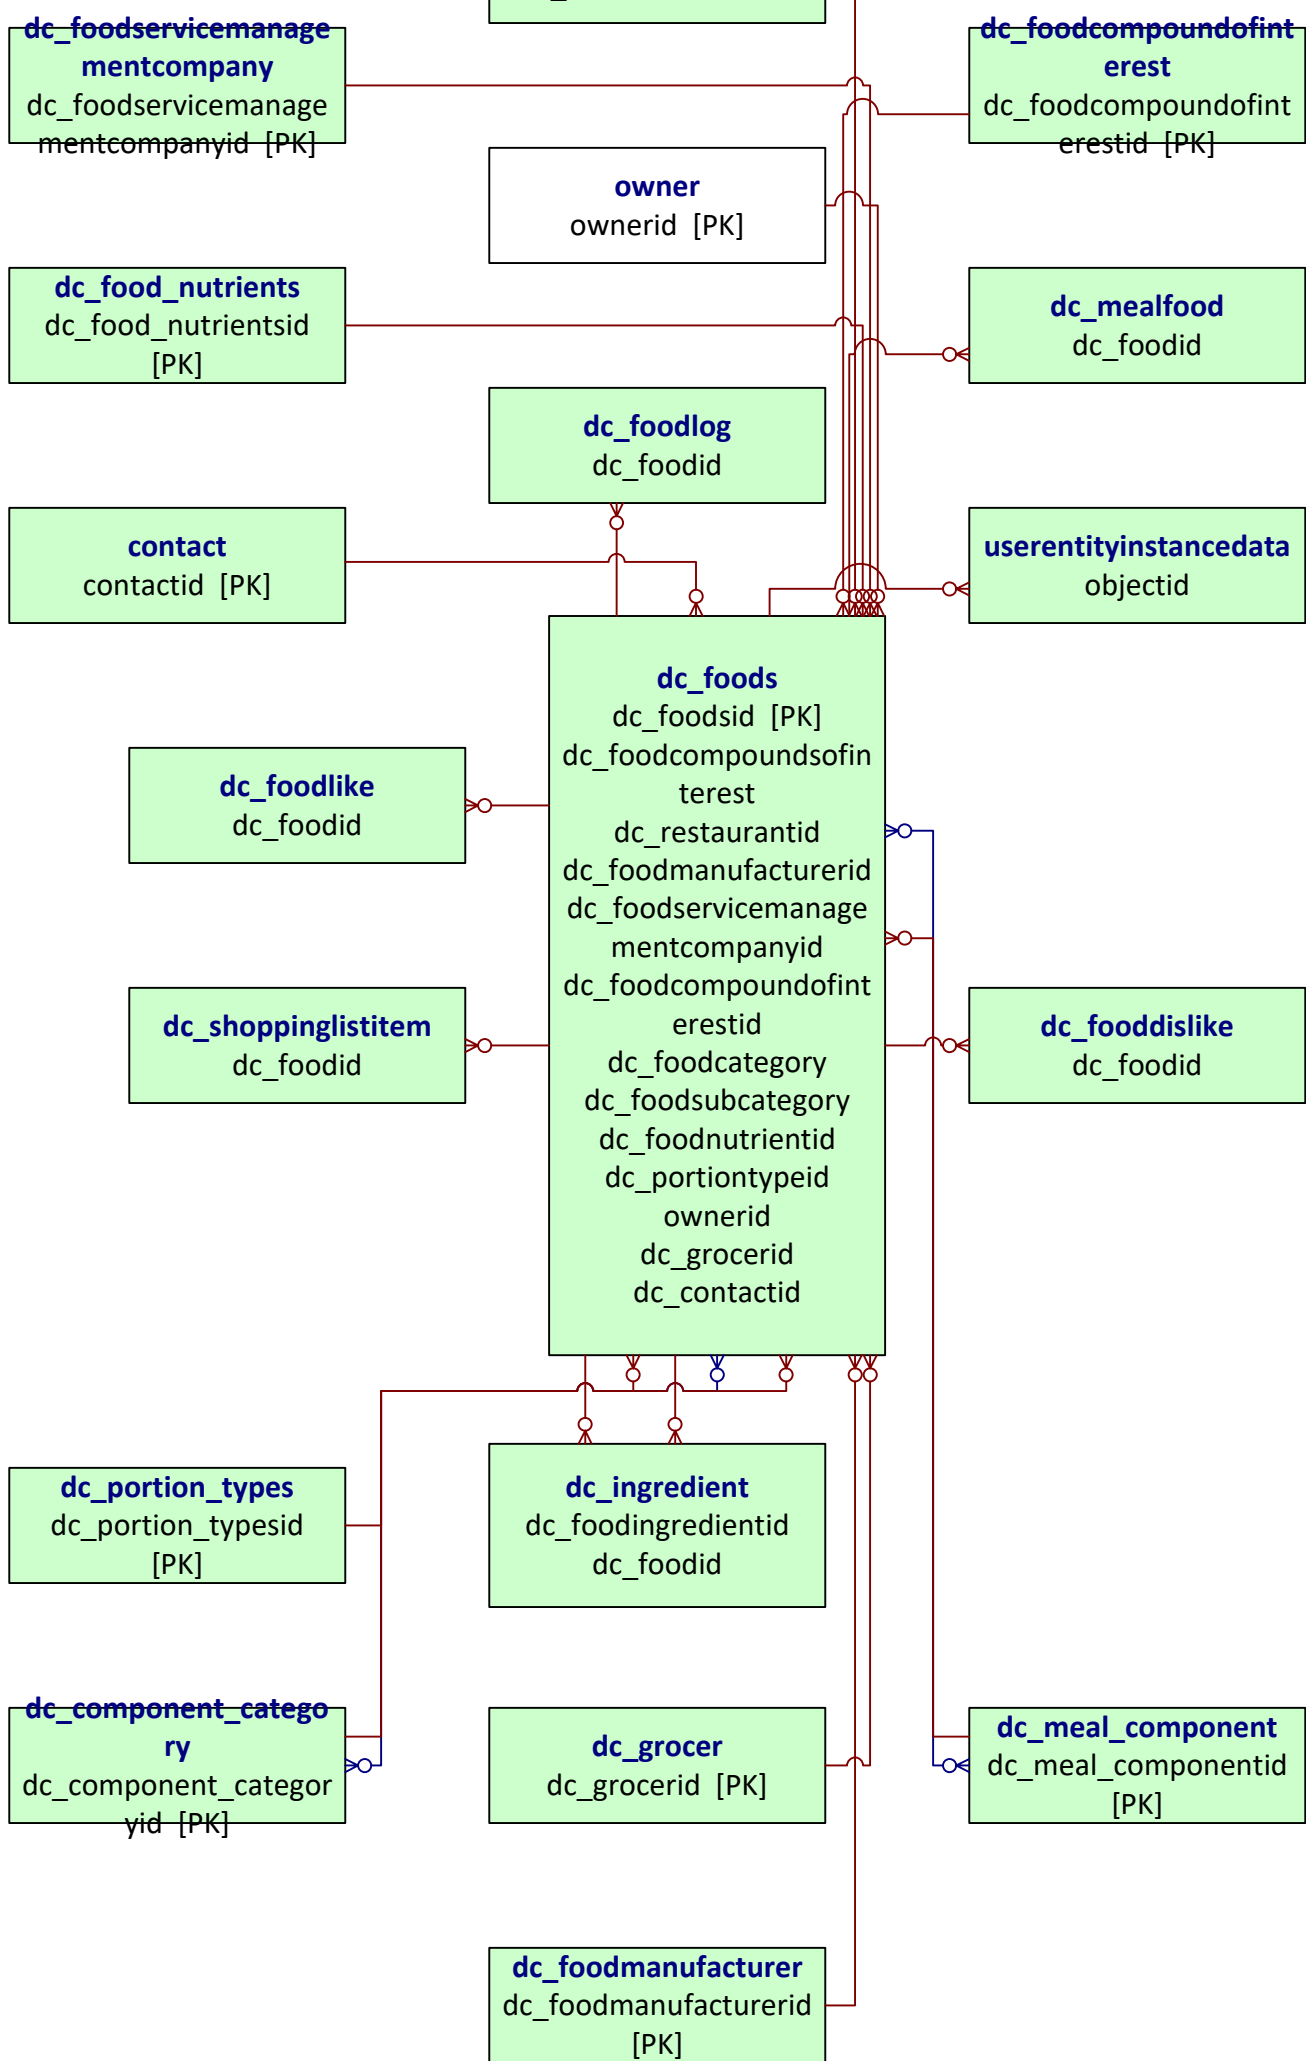 dc_foodservicemanage
mentcompany
dc_foodservicemanage
mentcompanyid [PK]
dc_foodcompoundofint
erest
dc_foodcompoundofint
erestid [PK]
owner
ownerid [PK]
dc_food_nutrients
dc_food_nutrientsid
[PK]
dc_mealfood
dc_foodid
dc_foodlog
dc_foodid
contact
contactid [PK]
userentityinstancedata
objectid
dc_foods
dc_foodsid [PK]
dc_foodcompoundsofin
terest
dc_restaurantid
dc_foodmanufacturerid
dc_foodservicemanage
mentcompanyid
dc_foodcompoundofint
erestid
dc_foodcategory
dc_foodsubcategory
dc_foodnutrientid
dc_portiontypeid
ownerid
dc_grocerid
dc_contactid
dc_foodlike
dc_foodid
dc_shoppinglistitem
dc_foodid
dc_fooddislike
dc_foodid
dc_portion_types
dc_portion_typesid
[PK]
dc_ingredient
dc_foodingredientid
dc_foodid
dc_component_catego
ry
dc_component_categor
yid [PK]
dc_grocer
dc_grocerid [PK]
dc_meal_component
dc_meal_componentid
[PK]
dc_foodmanufacturer
dc_foodmanufacturerid
[PK]